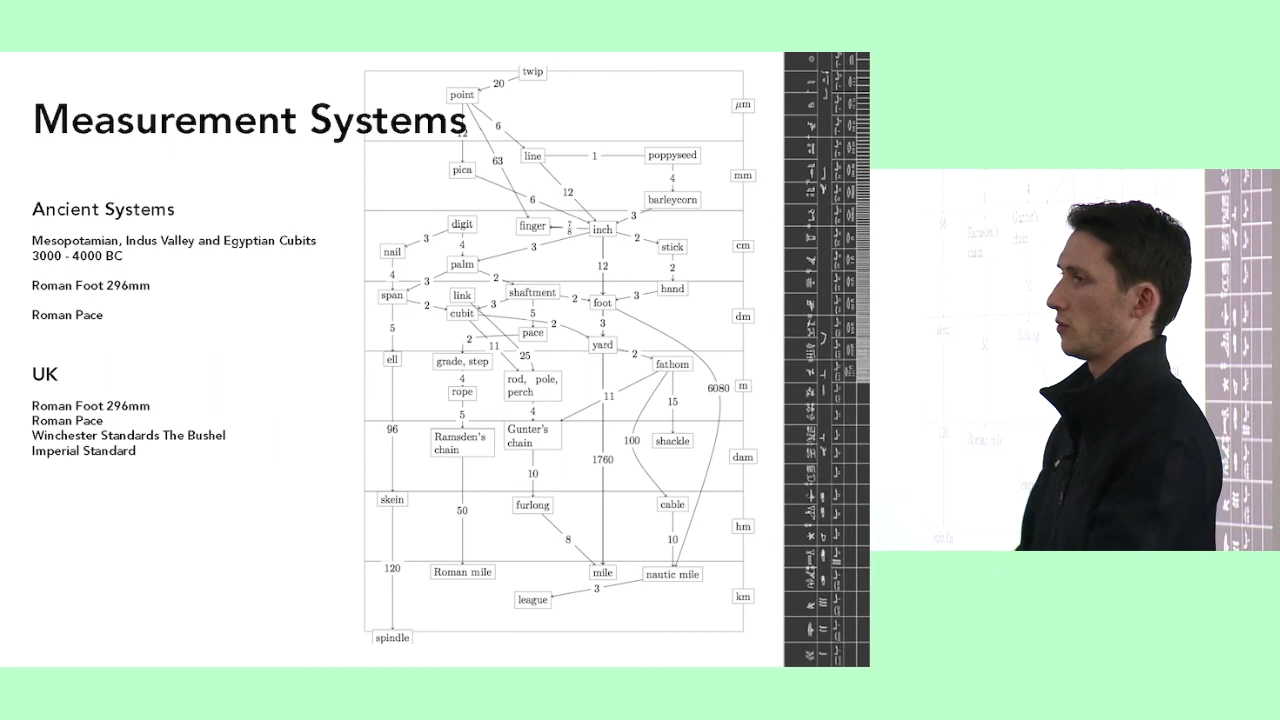 Measurement Systems
Ancient Systems
Mesopotamian, Indus Valley and Egyptian Cubits
3000 - 4000 BC
Roman Foot 296mm
Roman Pace
UK
Roman Foot 296mm
Roman Pace
Winchester Standards The Bushel
Imperial Standard
twip
20
point
µm
12
6
63
line
1
poppyseed
pica
mm
4
12
6
barleycorn
3
digit
finger
7/8
inch
3
4
3
2
stick
cm
nail
palm
12
2
4
3
2
span
link
shaftment
2
foot
3
hand
2
cubit
3
5
3
dm
5
pace
2
2
11
yard
2
ell
grade, step
25
fathom
4
rod, pole,
perch
6080
m
rope
11
15
5
4
96
Ramsden's
chain
Gunter's
chain
100
shackle
1760
dam
10
skein
furlong
cable
50
hm
8
10
120
Roman mile
mile
nautic mile
3
league
km
spindle